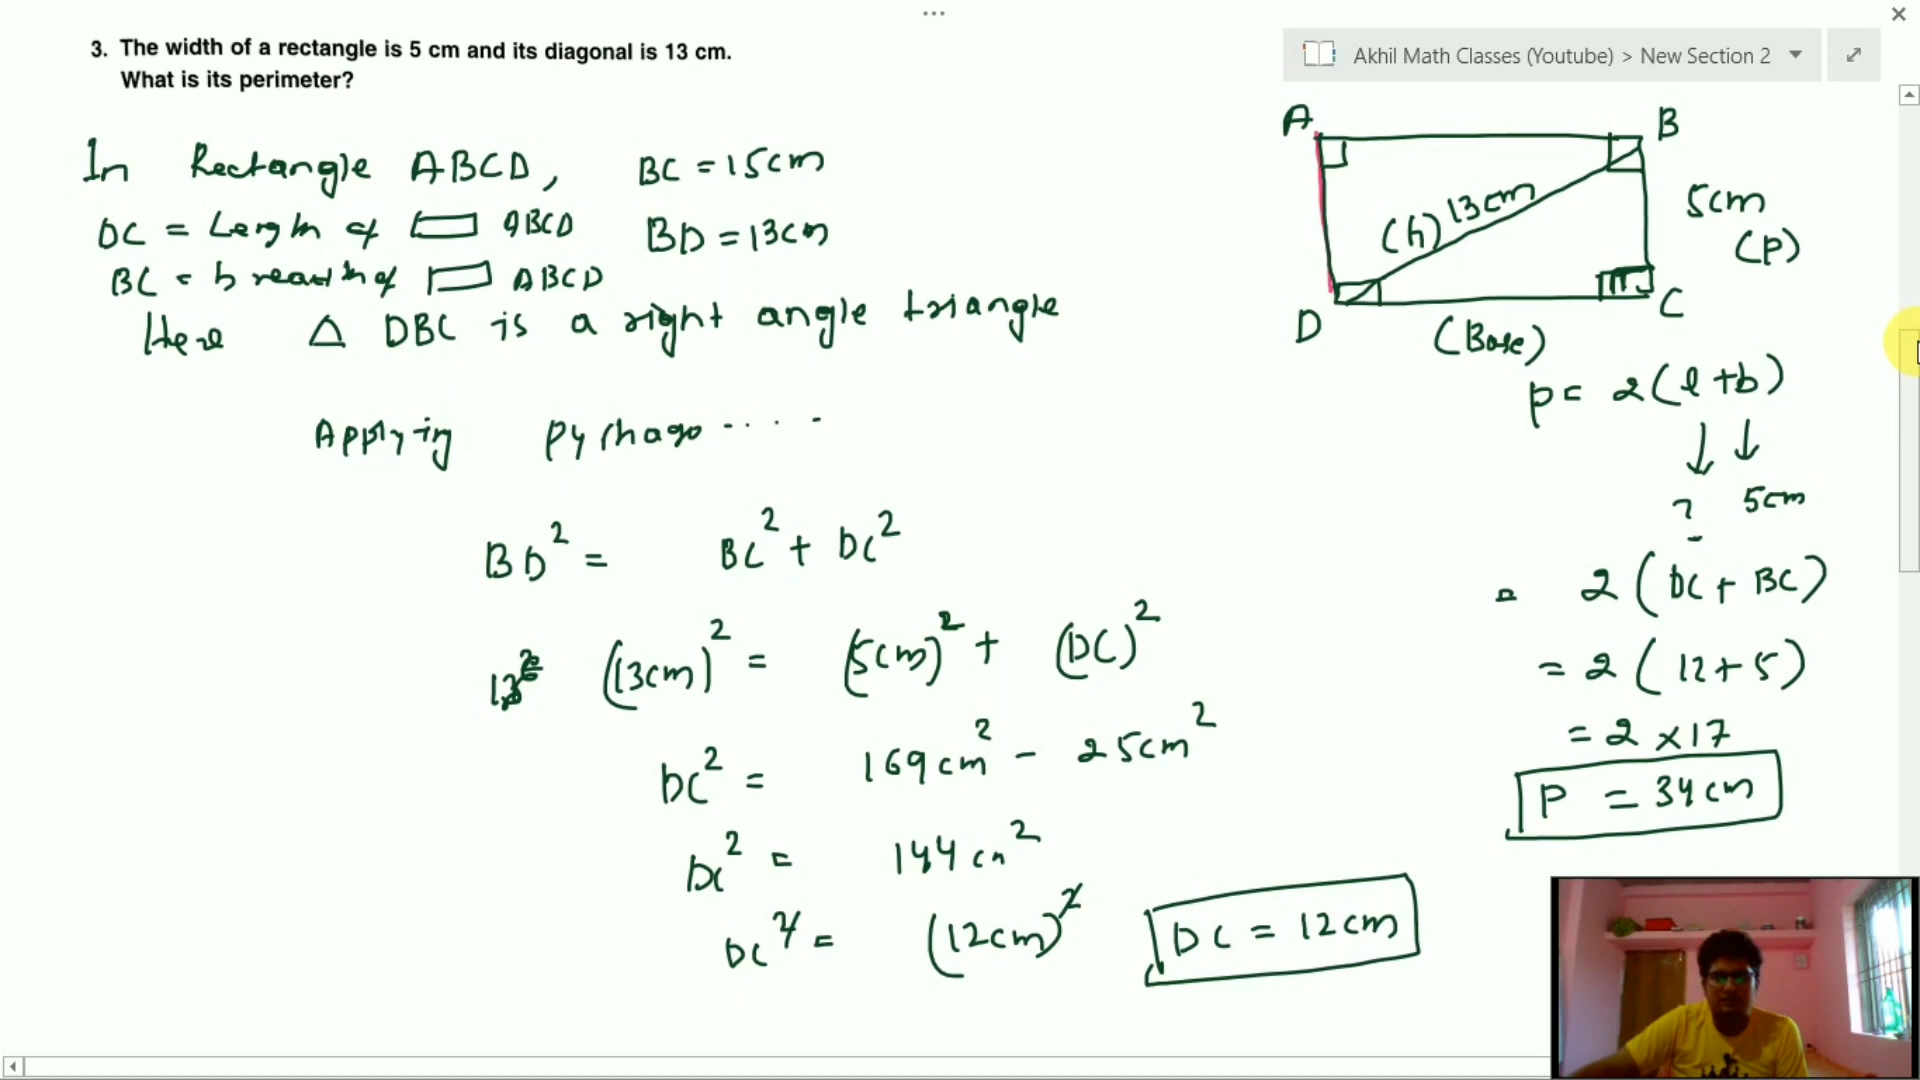 3. The width of a rectangle is 5 cm and its diagonal is 13 cm.
What is its perimeter?
Akhil Math Classes (Youtube) > New Section 2
In Rectangle ABCD, BC = 15cm
DC = Length of ▭ ABCD BD = 13cm
BC = breadth of ▭ ABCD
Here △ DBC is a right angle triangle
Applying Pythago.....
BD² = BC² + DC²
(13cm)² = (5cm)² + (DC)²
DC² = 169cm² - 25cm²
DC² = 144cm²
DC² = (12cm)²
DC = 12cm
A B
(h) 13cm 5cm
(P)
D C
(Base)
P = 2(l+b)
↓ ↓
? 5cm
= 2(DC + BC)
= 2(12+5)
= 2×17
P = 34cm